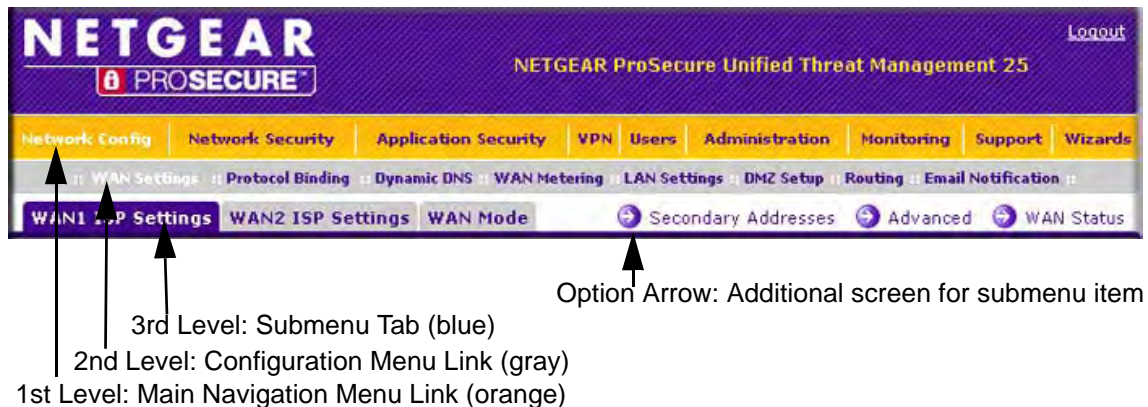 NETGEAR
PROSECURE™
Logout
NETGEAR ProSecure Unified Threat Management 25
Network Config Network Security Application Security VPN Users Administration Monitoring Support Wizards
:: WAN Settings :: Protocol Binding :: Dynamic DNS :: WAN Metering :: LAN Settings :: DMZ Setup :: Routing :: Email Notification ::
WAN1 ISP Settings WAN2 ISP Settings WAN Mode Secondary Addresses Advanced WAN Status
Option Arrow: Additional screen for submenu item
3rd Level: Submenu Tab (blue)
2nd Level: Configuration Menu Link (gray)
1st Level: Main Navigation Menu Link (orange)